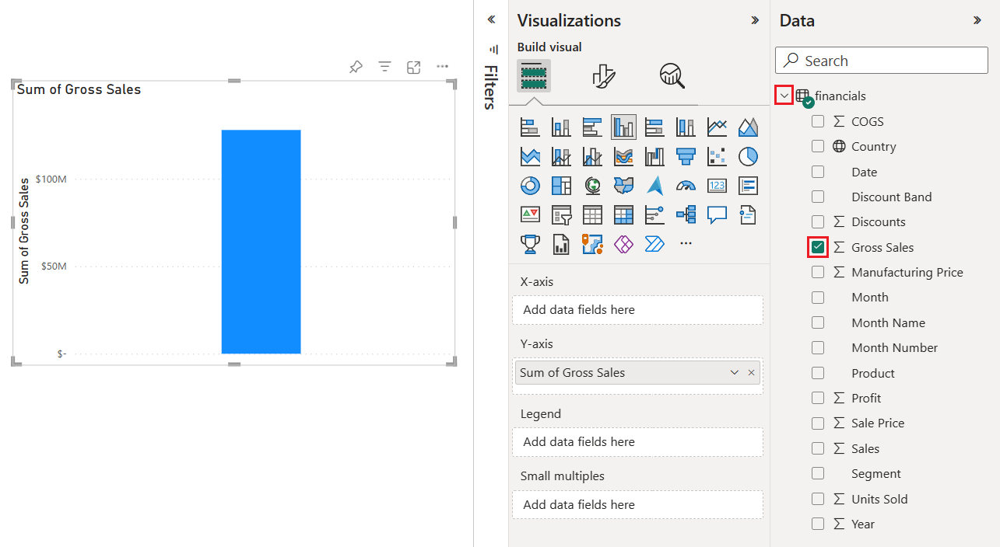 Sum of Gross Sales
Sum of Gross Sales
$100M
$50M
$-
Filters
Visualizations
Build visual
123
X-axis
Add data fields here
Y-axis
Sum of Gross Sales
Legend
Add data fields here
Small multiples
Add data fields here
Data
Search
financials
COGS
Country
Date
Discount Band
Discounts
Gross Sales
Manufacturing Price
Month
Month Name
Month Number
Product
Profit
Sale Price
Sales
Segment
Units Sold
Year